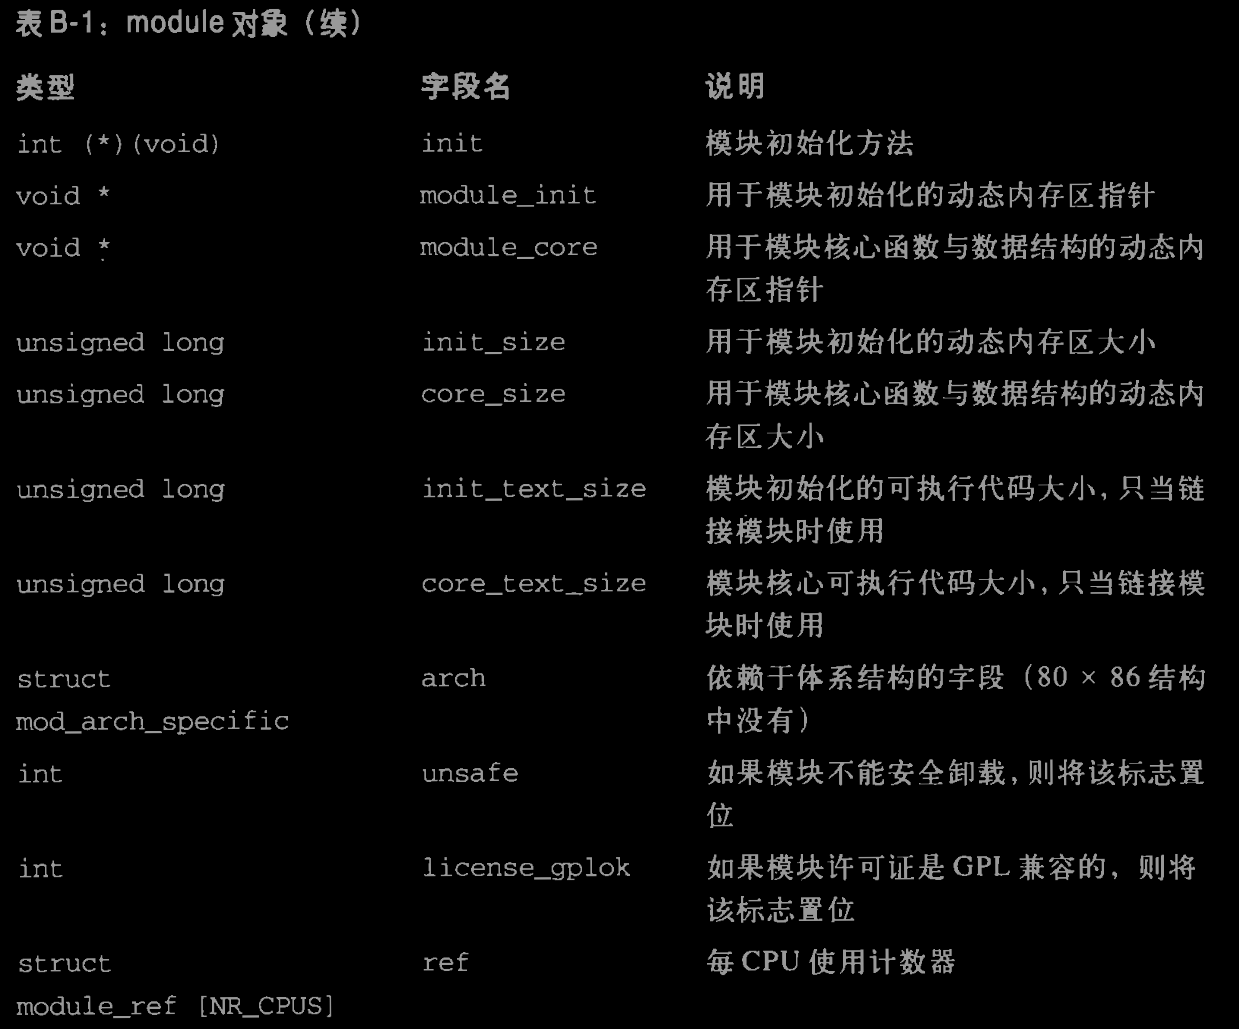 表 B-1：module 对象（续）
类型 字段名 说明
int (*)(void) init 模块初始化方法
void * module_init 用于模块初始化的动态内存区指针
void * module_core 用于模块核心函数与数据结构的动态内
存区指针
unsigned long init_size 用于模块初始化的动态内存区大小
unsigned long core_size 用于模块核心函数与数据结构的动态内
存区大小
unsigned long init_text_size 模块初始化的可执行代码大小，只当链
接模块时使用
unsigned long core_text_size 模块核心可执行代码大小，只当链接模
块时使用
struct arch 依赖于体系结构的字段（80 × 86 结构
mod_arch_specific 中没有）
int unsafe 如果模块不能安全卸载，则将该标志置
位
int license_gplok 如果模块许可证是 GPL 兼容的，则将
该标志置位
struct ref 每 CPU 使用计数器
module_ref [NR_CPUS]